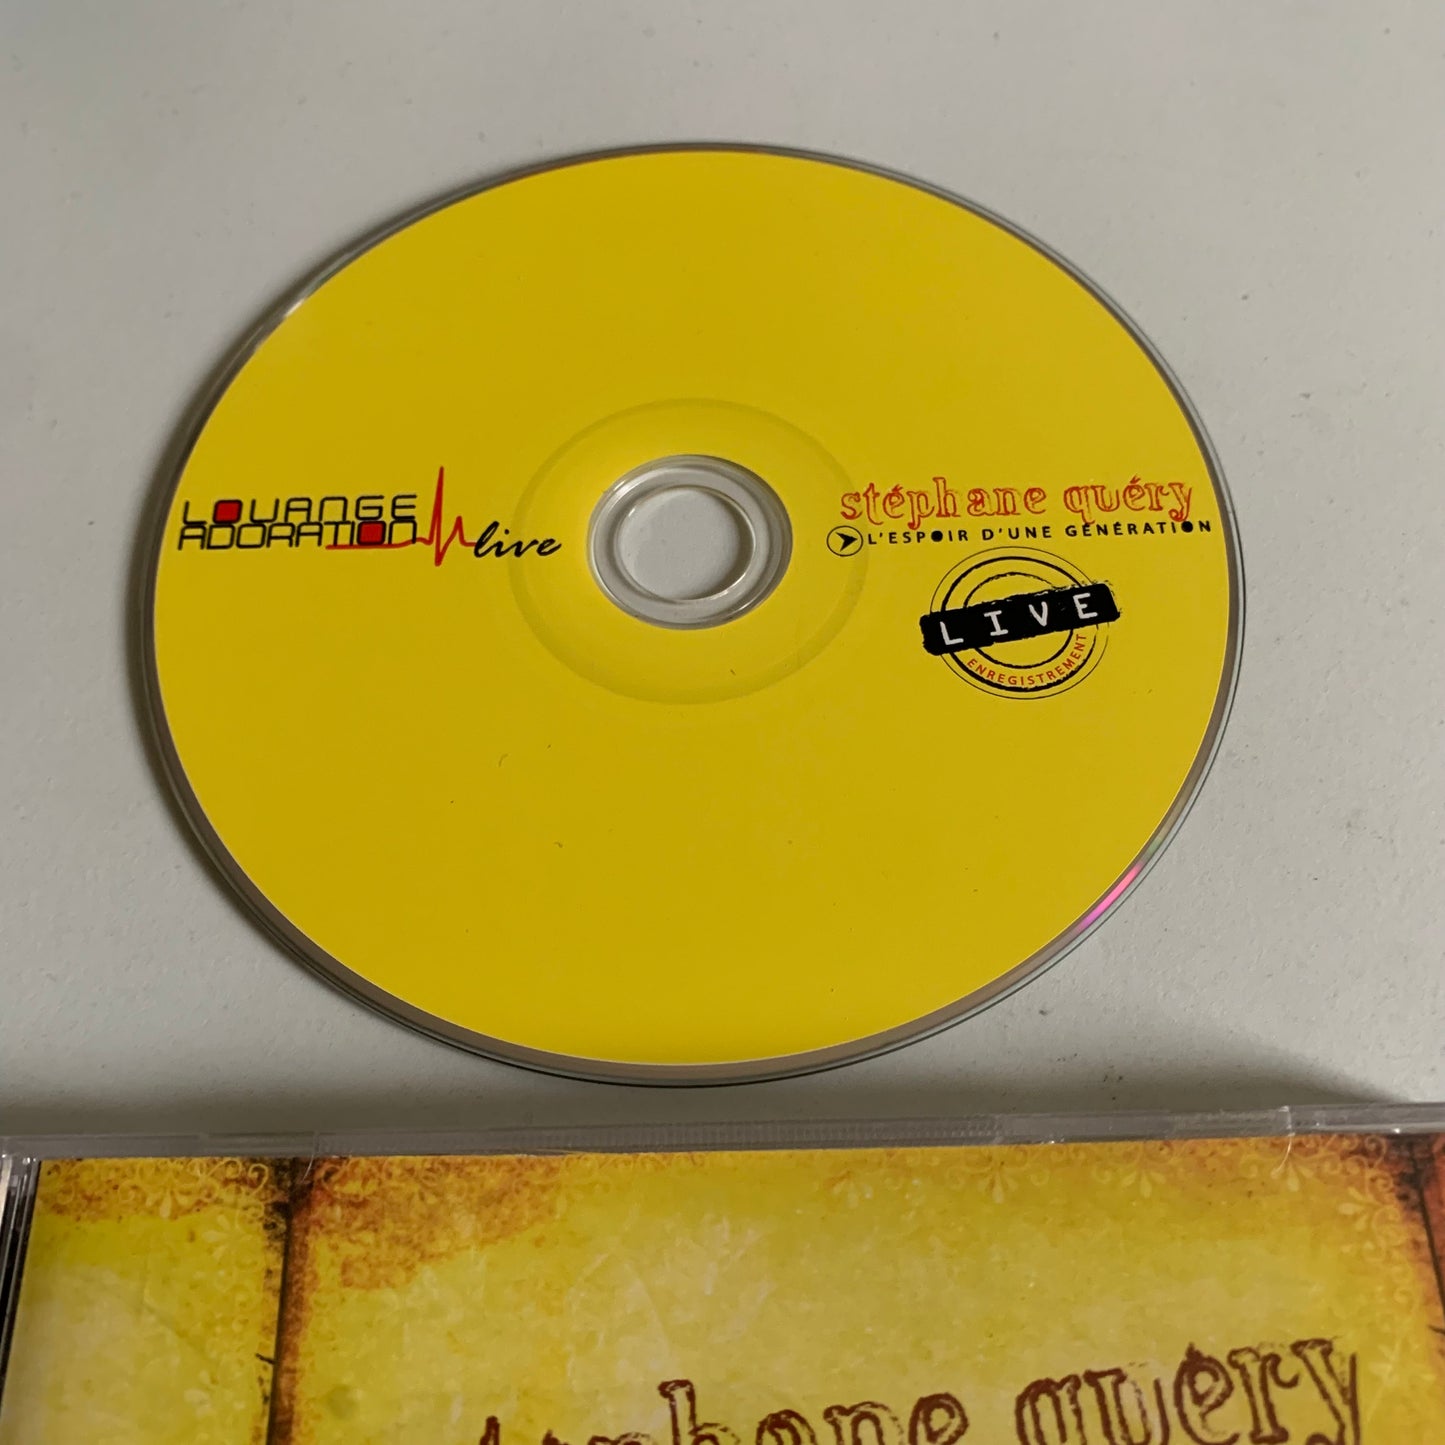 LOUANGE
ADORATION live
stéphane quéry
L'ESPOIR D'UNE GÉNÉRATION
LIVE
ENREGISTREMENT
stéphane quéry